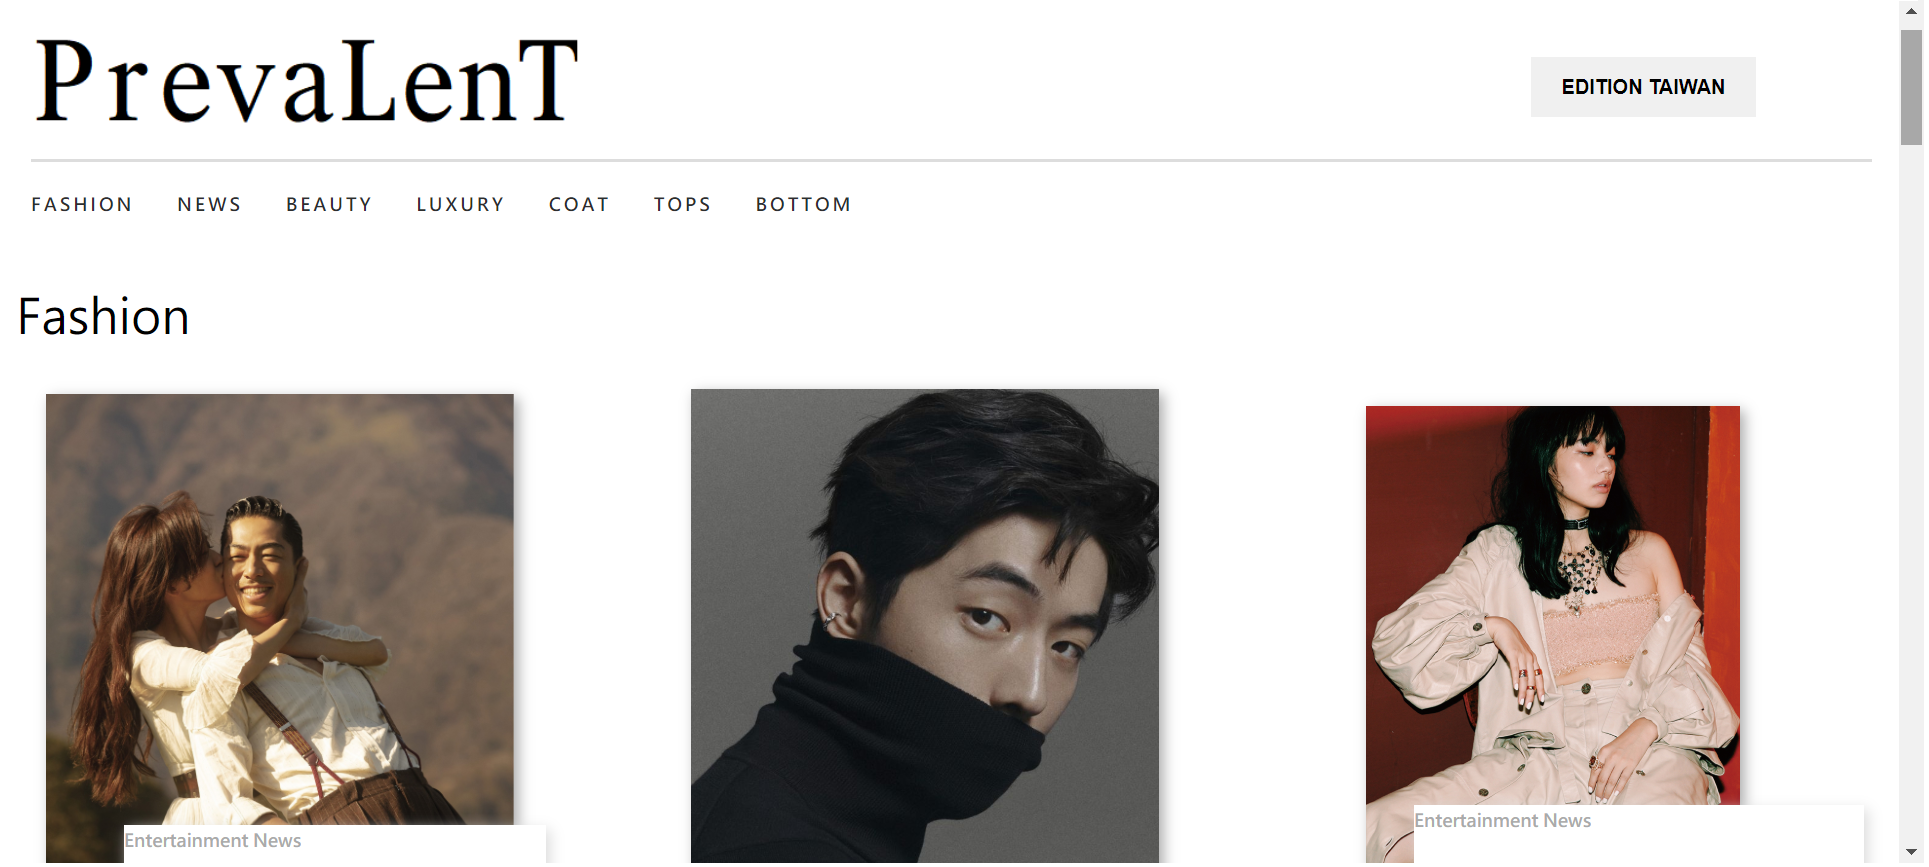 PrevaLenT
EDITION TAIWAN
FASHION NEWS BEAUTY LUXURY COAT TOPS BOTTOM
Fashion
Entertainment News
Entertainment News